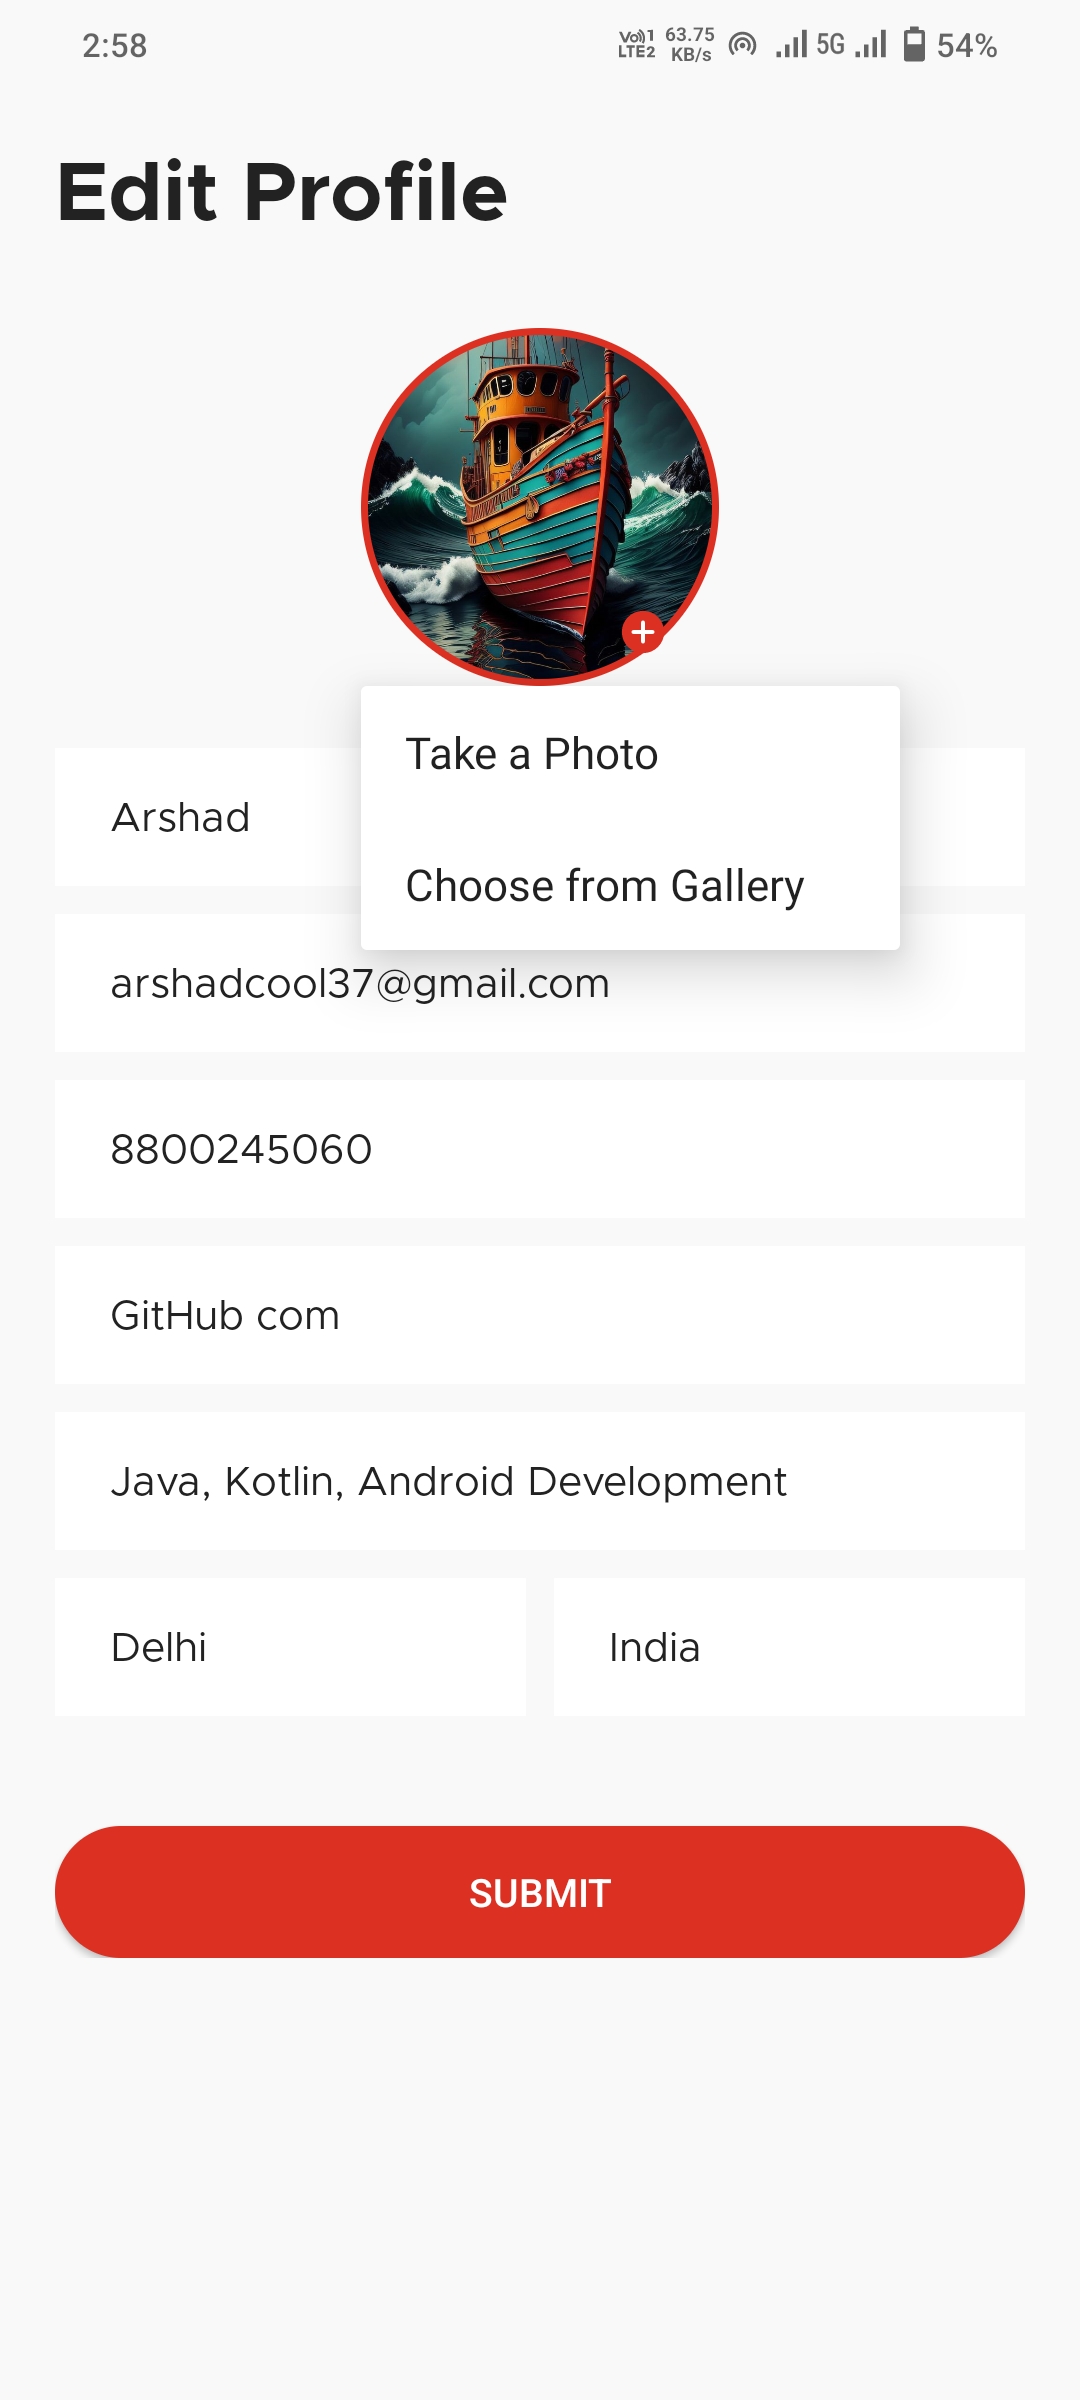 2:58 Vo))1 LTE2 63.75 KB/s 5G 54%
Edit Profile
Take a Photo
Arshad
Choose from Gallery
arshadcool37@gmail.com
8800245060
GitHub com
Java, Kotlin, Android Development
Delhi India
SUBMIT